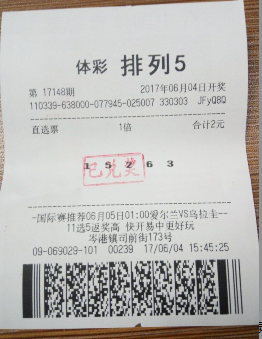 体彩 排列5
第 17148期 2017年06月04日开奖
110339-638000-077945-025007 330303 JFyQ8Q
直选票 1倍 合计2元
1 5 2 6 3
已兑奖
-国际赛推荐06月05日01:00爱尔兰VS乌拉圭--
11选5返奖高 快开易中更好玩
岑港镇司前街173号
09-069029-101 00239 17/06/04 15:45:25